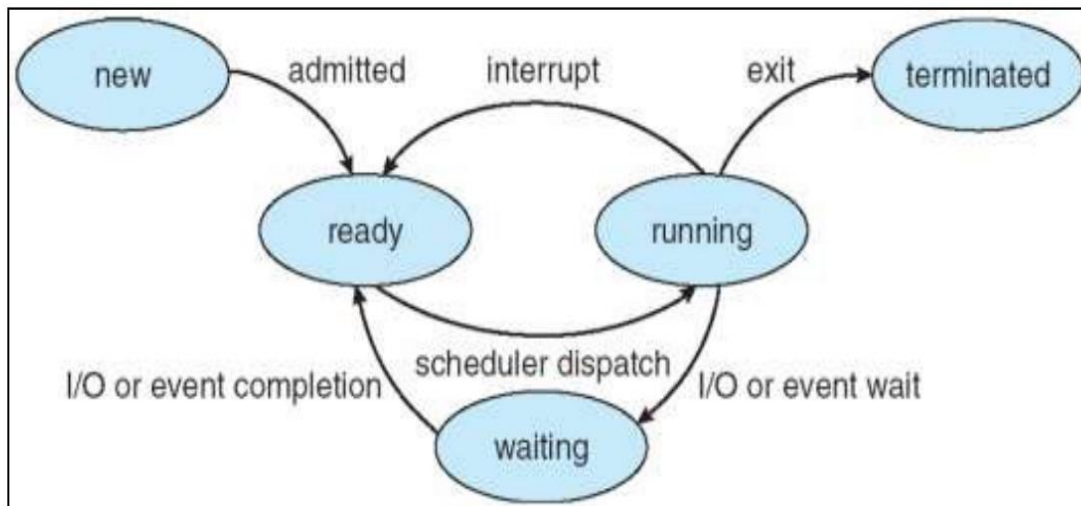 new
admitted
interrupt
exit
terminated
ready
running
scheduler dispatch
I/O or event completion
I/O or event wait
waiting